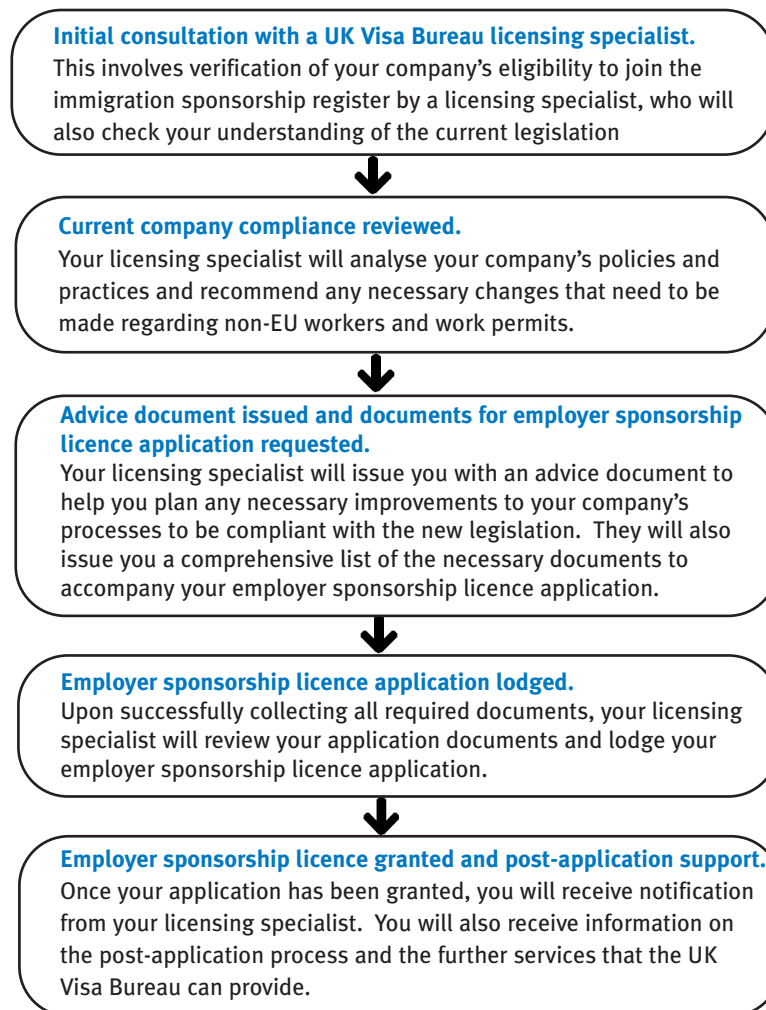 Initial consultation with a UK Visa Bureau licensing specialist.
This involves verification of your company’s eligibility to join the
immigration sponsorship register by a licensing specialist, who will
also check your understanding of the current legislation
Current company compliance reviewed.
Your licensing specialist will analyse your company’s policies and
practices and recommend any necessary changes that need to be
made regarding non-EU workers and work permits.
Advice document issued and documents for employer sponsorship
licence application requested.
Your licensing specialist will issue you with an advice document to
help you plan any necessary improvements to your company’s
processes to be compliant with the new legislation.  They will also
issue you a comprehensive list of the necessary documents to
accompany your employer sponsorship licence application.
Employer sponsorship licence application lodged.
Upon successfully collecting all required documents, your licensing
specialist will review your application documents and lodge your
employer sponsorship licence application.
Employer sponsorship licence granted and post-application support.
Once your application has been granted, you will receive notification
from your licensing specialist.  You will also receive information on
the post-application process and the further services that the UK
Visa Bureau can provide.